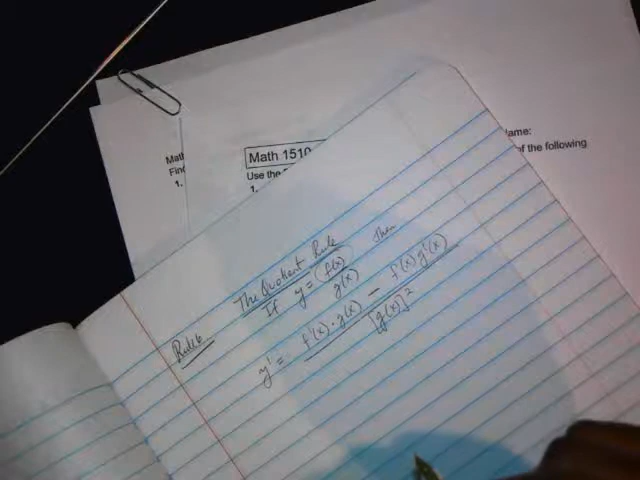 Math
Find
1.
Math 1510
Use the
1.
Name:
of the following
The Quotient Rule
Rule 6 If y = f(x)/g(x) Then
y' = f'(x)·g(x) − f(x)g'(x) / [g(x)]²